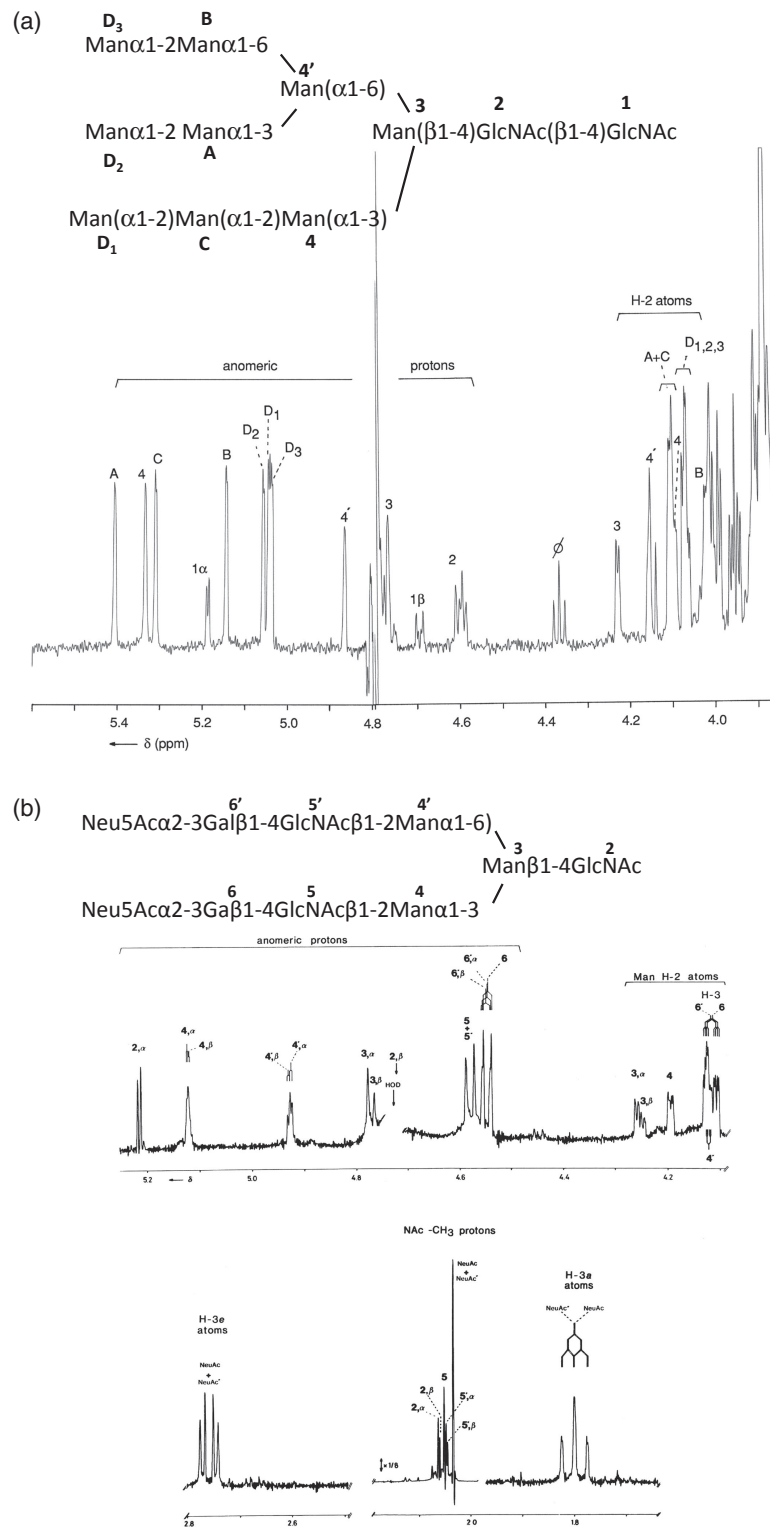 (a)
D3 B
Manα1-2Manα1-6
4'
Man(α1-6)
3 2 1
Manα1-2 Manα1-3
Man(β1-4)GlcNAc(β1-4)GlcNAc
D2 A
Man(α1-2)Man(α1-2)Man(α1-3)
D1 C 4
H-2 atoms
anomeric protons
A+C D1,2,3
D1
D2 D3
A 4 C B 4' 4
1α 4' 3 2 3 B
1β ∅
5.4 5.2 5.0 4.8 4.6 4.4 4.2 4.0
← δ (ppm)
(b)
6' 5' 4'
Neu5Acα2-3Galβ1-4GlcNAcβ1-2Manα1-6)
3 2
Manβ1-4GlcNAc
6 5 4
Neu5Acα2-3Gaβ1-4GlcNAcβ1-2Manα1-3
anomeric protons
6',α 6
6',β
Man H-2 atoms
H-3
6' 6
2,α 4,α 4,β 4',β 4',α 3,α 2,β 5 + 5' 3,α 4
3,β HOD 3,β
4'
5.2 ← δ 5.0 4.8 4.6 4.4 4.2
NAc -CH3 protons
NeuAc + NeuAc'
H-3e atoms
H-3a atoms
NeuAc' NeuAc
NeuAc + NeuAc'
5
2,β 5',α
2,α 5',β
×1/8
2.8 2.6 2.0 1.8